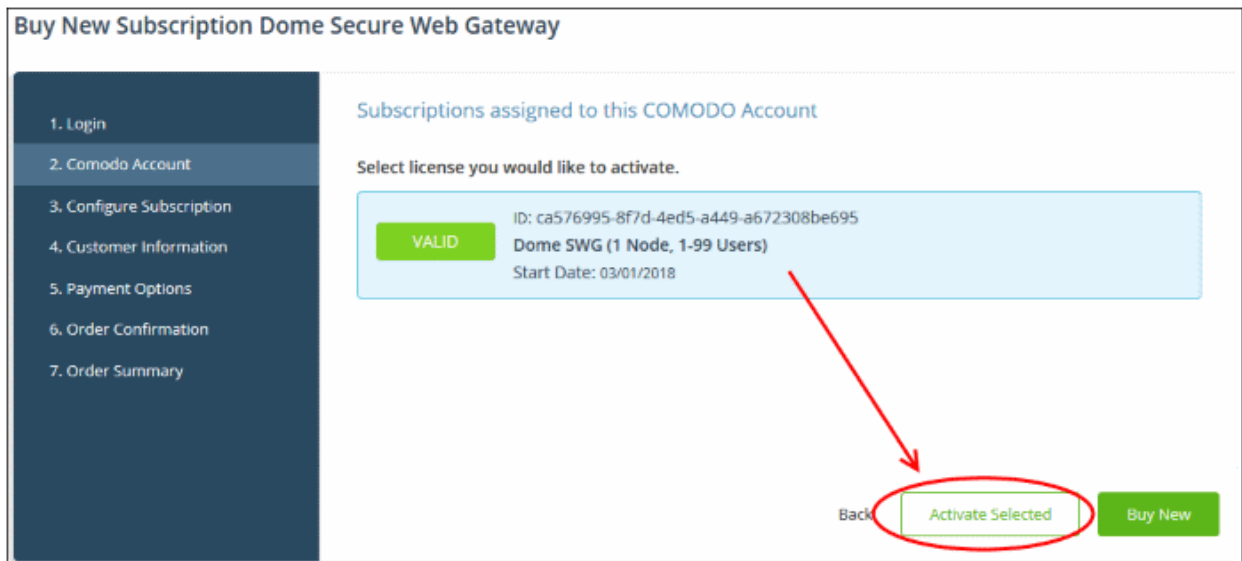 Buy New Subscription Dome Secure Web Gateway
1. Login
2. Comodo Account
3. Configure Subscription
4. Customer Information
5. Payment Options
6. Order Confirmation
7. Order Summary
Subscriptions assigned to this COMODO Account
Select license you would like to activate.
VALID
ID: ca576995-8f7d-4ed5-a449-a672308be695
Dome SWG (1 Node, 1-99 Users)
Start Date: 03/01/2018
Back
Activate Selected
Buy New